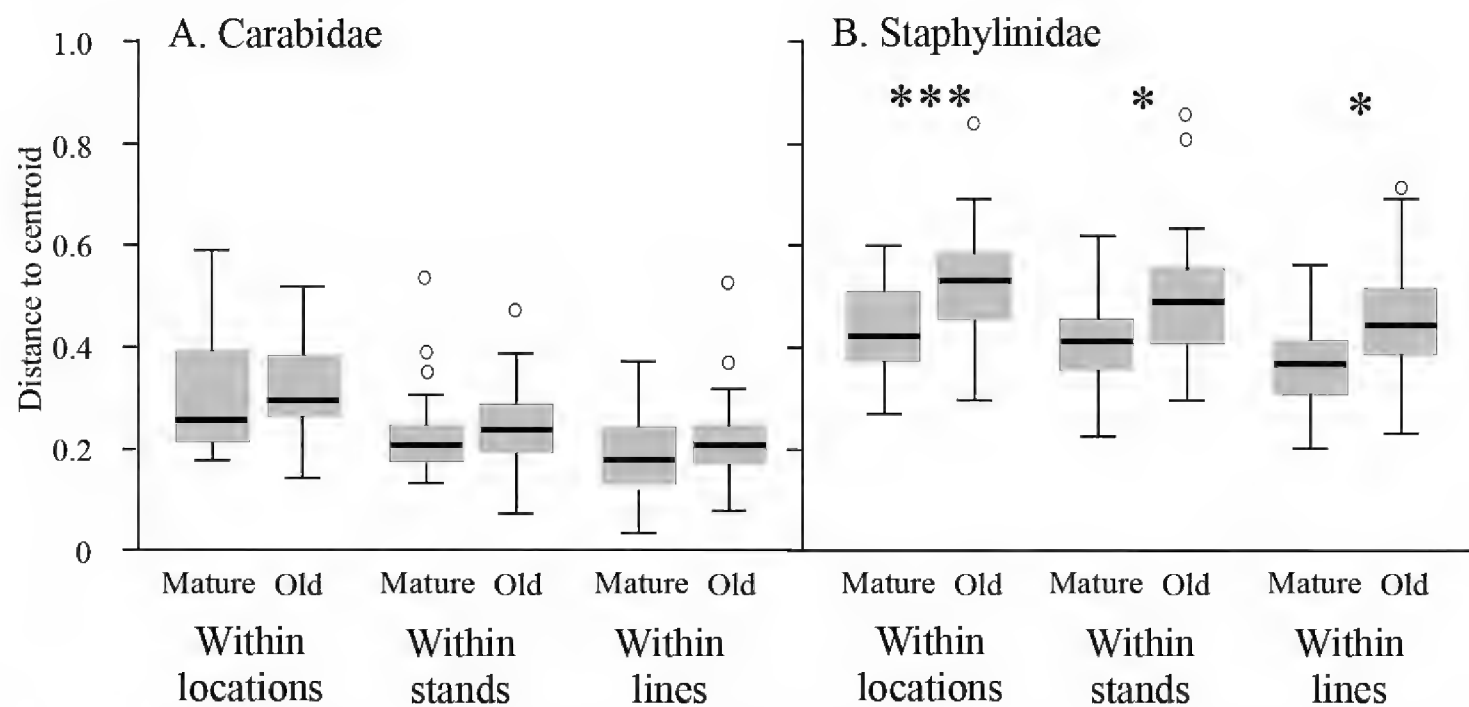 A. Carabidae
B. Staphylinidae
Distance to centroid
1.0
0.8
0.6
0.4
0.2
0
*** * *
Mature Old Mature Old Mature Old Mature Old Mature Old Mature Old
Within locations
Within stands
Within lines
Within locations
Within stands
Within lines